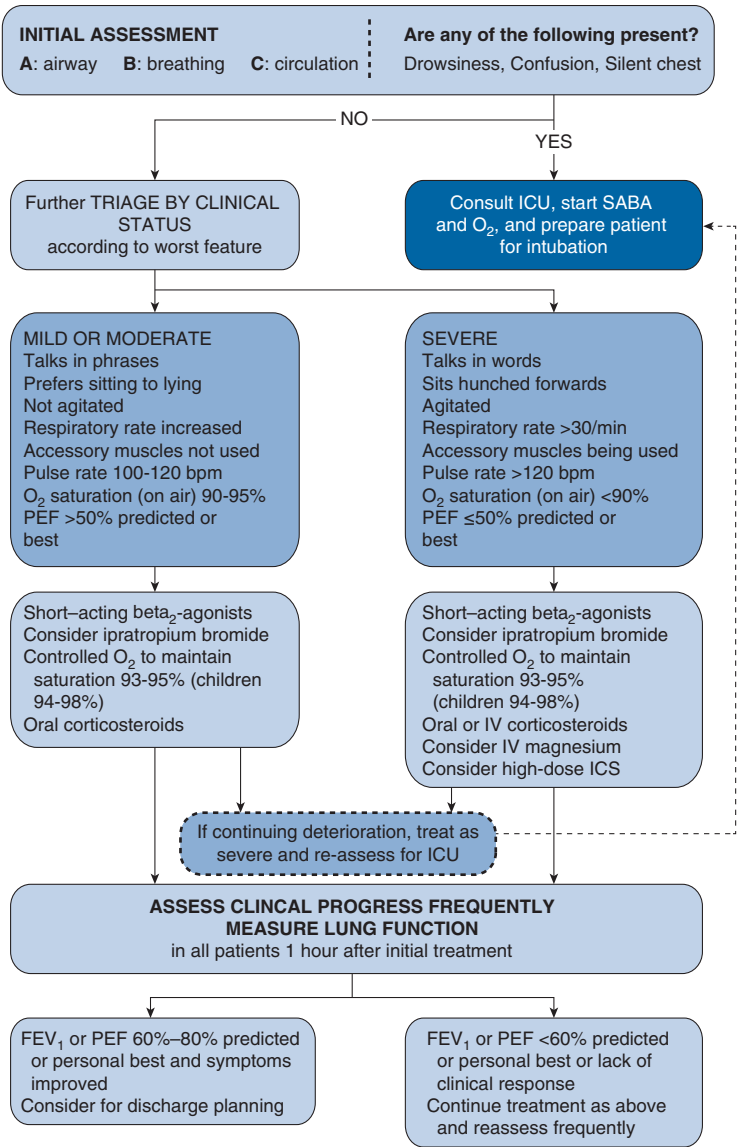 INITIAL ASSESSMENT
A: airway B: breathing C: circulation
Are any of the following present?
Drowsiness, Confusion, Silent chest
NO
YES
Further TRIAGE BY CLINICAL
STATUS
according to worst feature
Consult ICU, start SABA
and O₂, and prepare patient
for intubation
MILD OR MODERATE
Talks in phrases
Prefers sitting to lying
Not agitated
Respiratory rate increased
Accessory muscles not used
Pulse rate 100-120 bpm
O₂ saturation (on air) 90-95%
PEF >50% predicted or
best
SEVERE
Talks in words
Sits hunched forwards
Agitated
Respiratory rate >30/min
Accessory muscles being used
Pulse rate >120 bpm
O₂ saturation (on air) <90%
PEF ≤50% predicted or
best
Short–acting beta₂-agonists
Consider ipratropium bromide
Controlled O₂ to maintain
saturation 93-95% (children
94-98%)
Oral corticosteroids
Short–acting beta₂-agonists
Consider ipratropium bromide
Controlled O₂ to maintain
saturation 93-95%
(children 94-98%)
Oral or IV corticosteroids
Consider IV magnesium
Consider high-dose ICS
If continuing deterioration, treat as
severe and re-assess for ICU
ASSESS CLINCAL PROGRESS FREQUENTLY
MEASURE LUNG FUNCTION
in all patients 1 hour after initial treatment
FEV₁ or PEF 60%–80% predicted
or personal best and symptoms
improved
Consider for discharge planning
FEV₁ or PEF <60% predicted
or personal best or lack of
clinical response
Continue treatment as above
and reassess frequently